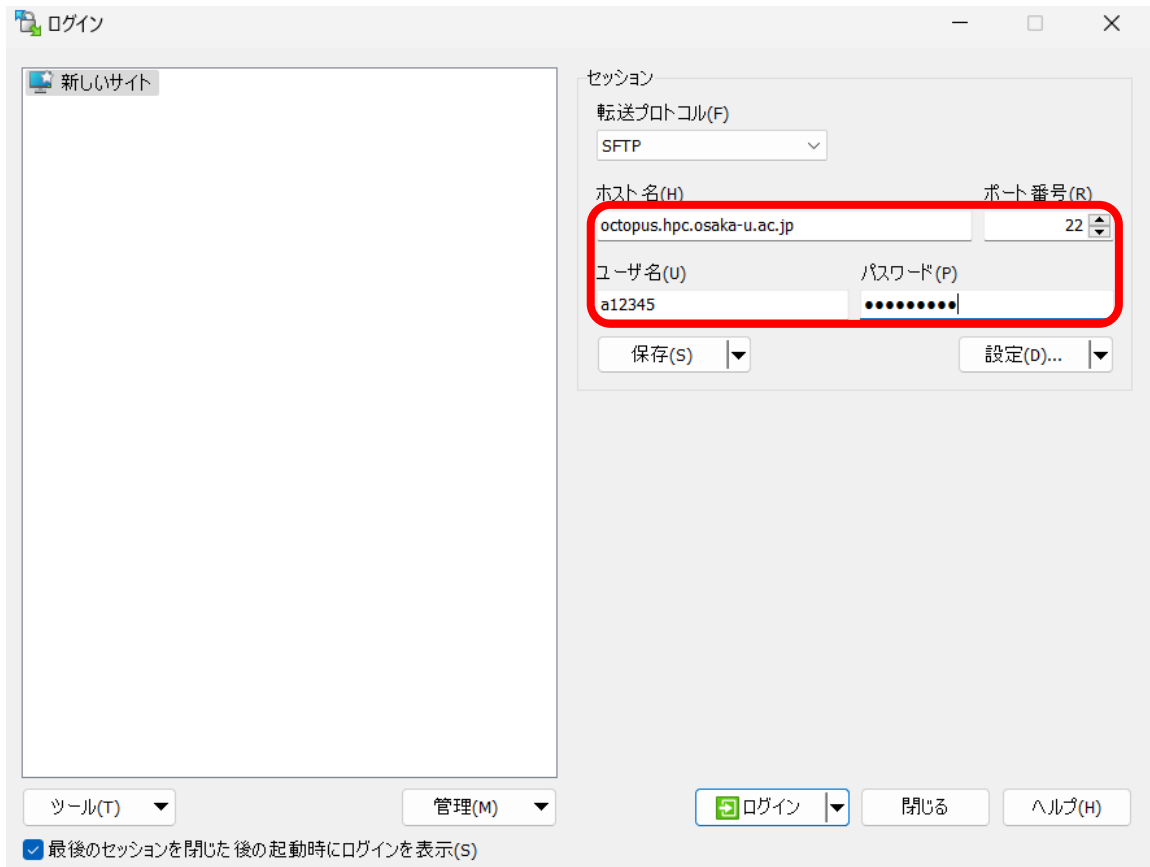 ログイン
新しいサイト
セッション
転送プロトコル(F)
SFTP
ホスト名(H) ポート番号(R)
octopus.hpc.osaka-u.ac.jp 22
ユーザ名(U) パスワード(P)
a12345 ●●●●●●●●●
保存(S) 設定(D)...
ツール(T) 管理(M) ログイン 閉じる ヘルプ(H)
最後のセッションを閉じた後の起動時にログインを表示(S)